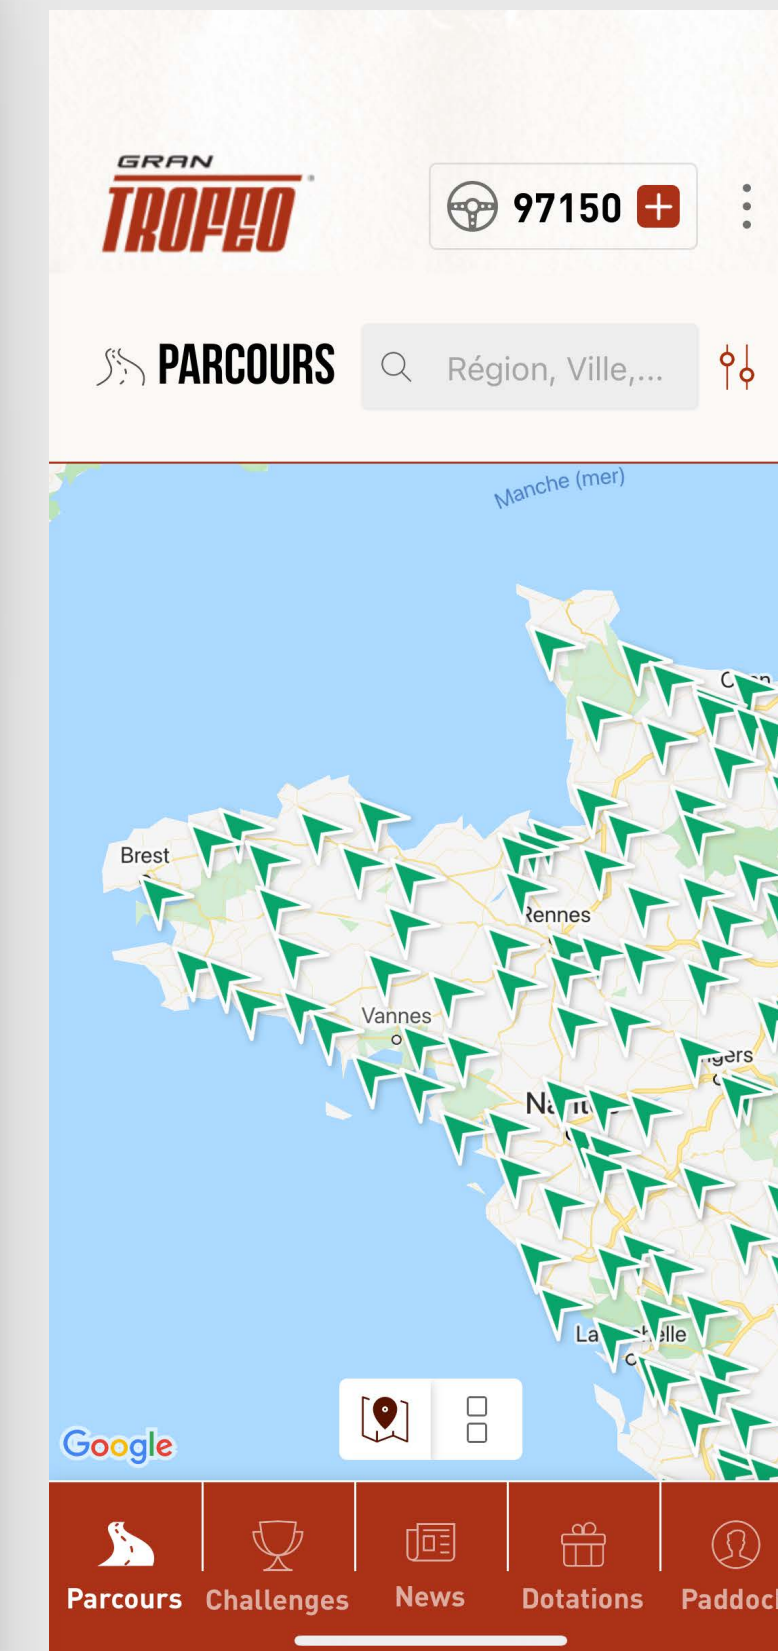 GRAN
TROFEO
97150
PARCOURS
Région, Ville,...
Manche (mer)
Brest
Rennes
Vannes
Google
Parcours
Challenges
News
Dotations